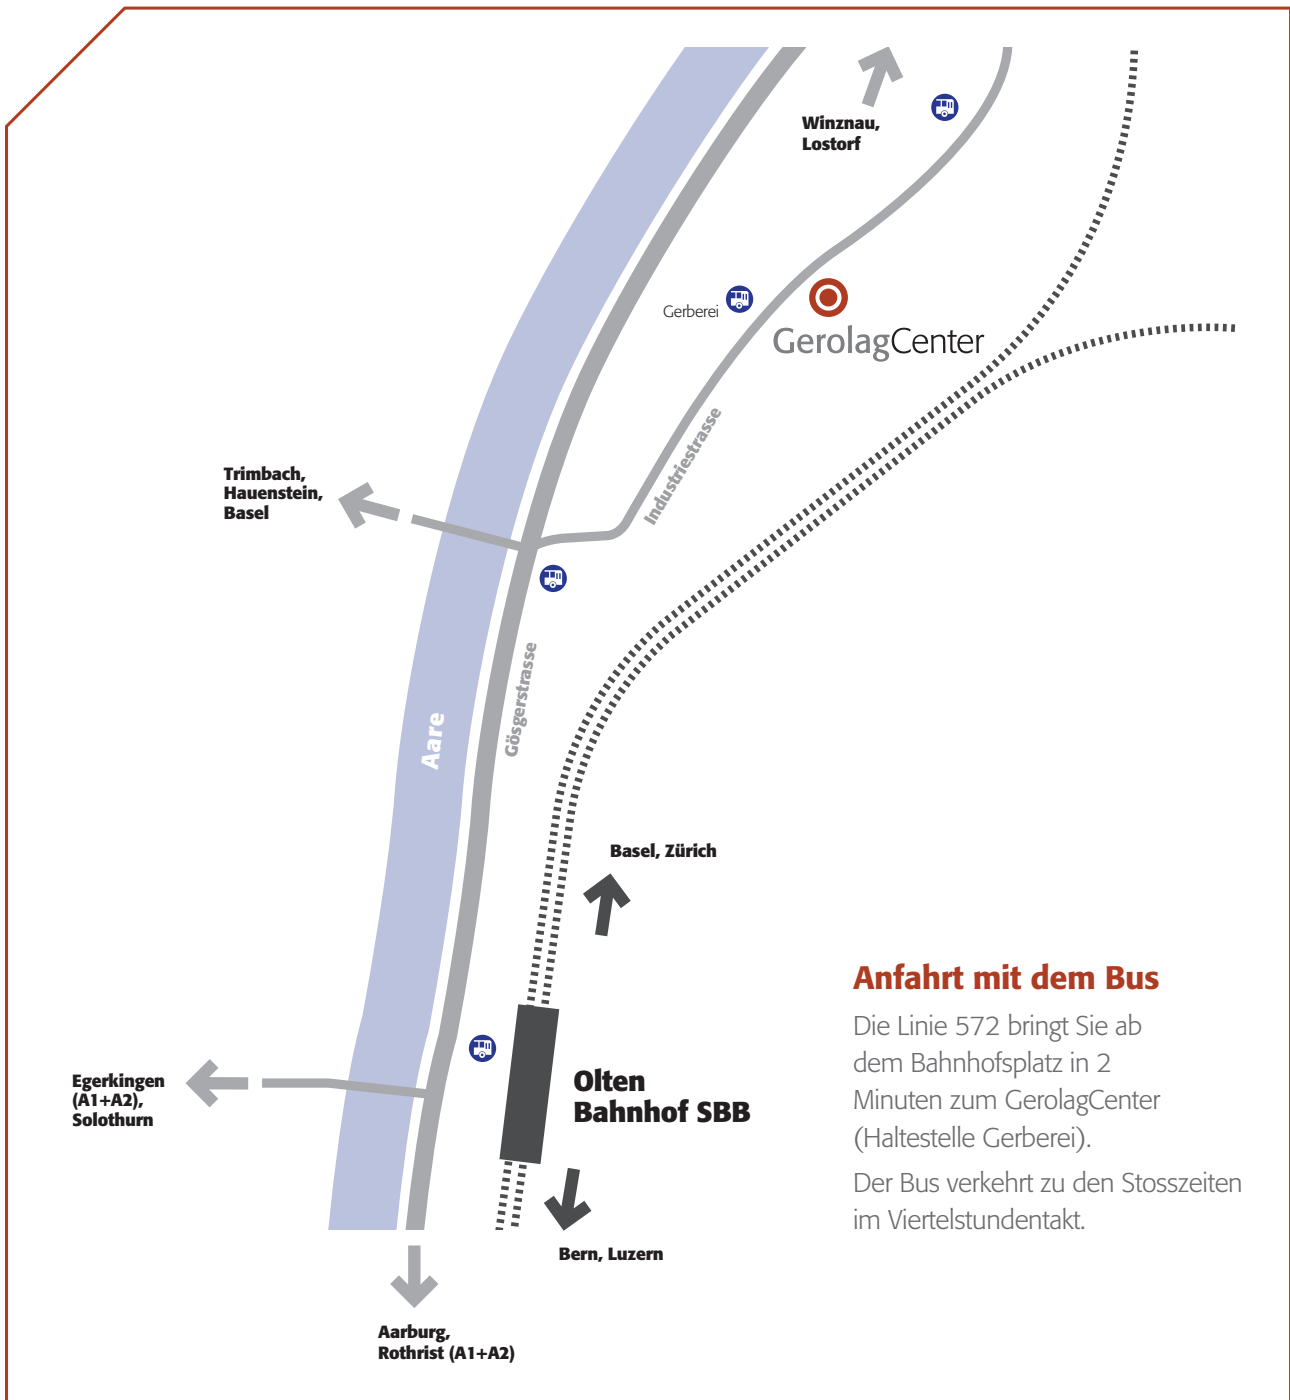 Winznau,
Lostorf
Gerberei
GerolagCenter
Industriestrasse
Trimbach,
Hauenstein,
Basel
Gösgerstrasse
Aare
Basel, Zürich
Anfahrt mit dem Bus
Die Linie 572 bringt Sie ab
dem Bahnhofsplatz in 2
Minuten zum GerolagCenter
(Haltestelle Gerberei).
Der Bus verkehrt zu den Stosszeiten
im Viertelstundentakt.
Egerkingen
(A1+A2),
Solothurn
Olten
Bahnhof SBB
Bern, Luzern
Aarburg,
Rothrist (A1+A2)